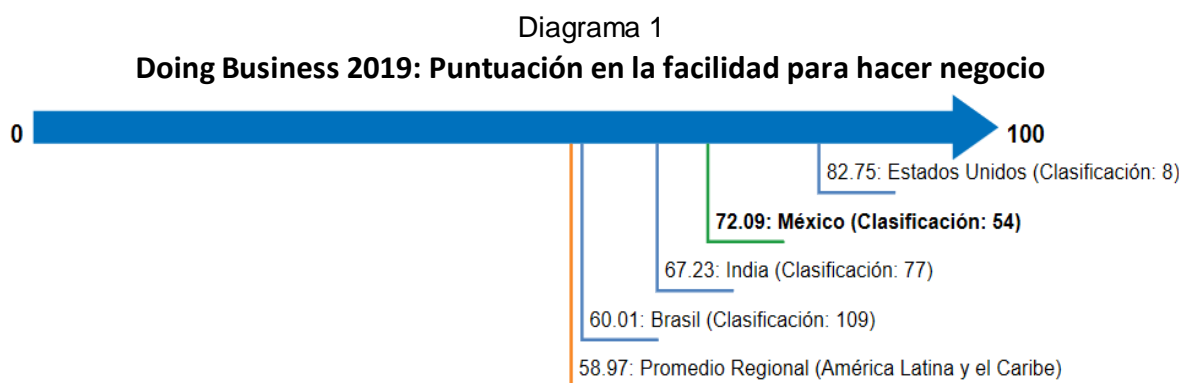 Diagrama 1
Doing Business 2019: Puntuación en la facilidad para hacer negocio
0
100
82.75: Estados Unidos (Clasificación: 8)
72.09: México (Clasificación: 54)
67.23: India (Clasificación: 77)
60.01: Brasil (Clasificación: 109)
58.97: Promedio Regional (América Latina y el Caribe)